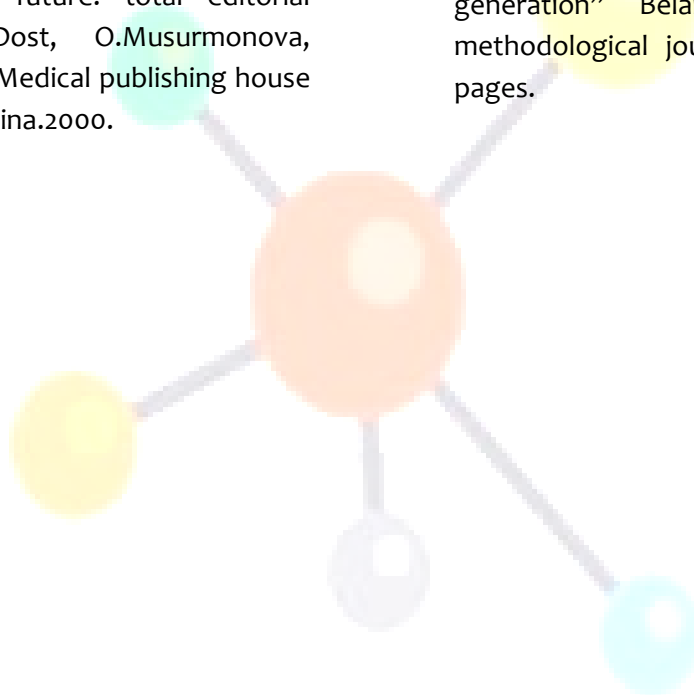 future. total editorial
Dost, O.Musurmonova,
Medical publishing house
ina.2000.
generation” Bela
methodological jou
pages.